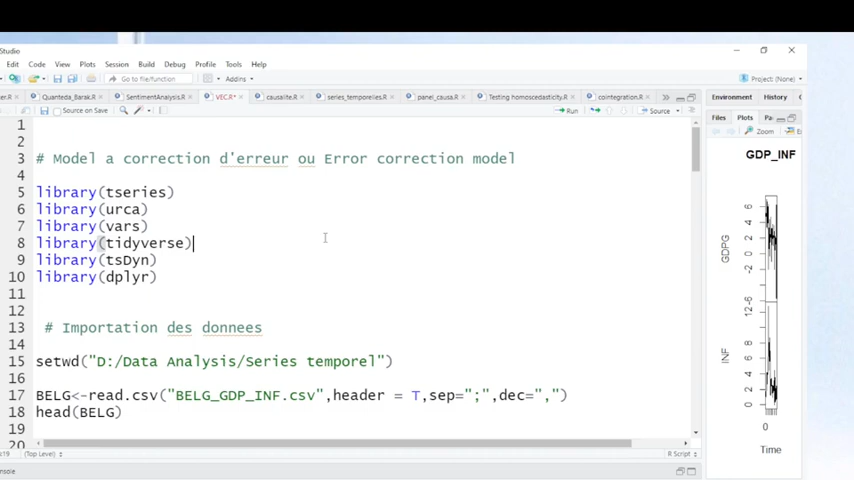 Studio
Edit Code View Plots Session Build Debug Profile Tools Help
Go to file/function Addins Project: (None)
Quanteda_Barak.R SentimentAnalysis.R VEC.R* causalite.R series_temporelles.R panel_causa.R Testing homoscedasticity.R cointegration.R Environment History
Source on Save Run Source Files Plots
Zoom
1
2
3 # Model a correction d'erreur ou Error correction model
4
5 library(tseries)
6 library(urca)
7 library(vars)
8 library(tidyverse)
9 library(tsDyn)
10 library(dplyr)
11
12
13 # Importation des donnees
14
15 setwd("D:/Data Analysis/Series temporel")
16
17 BELG<-read.csv("BELG_GDP_INF.csv",header = T,sep=";",dec=",")
18 head(BELG)
19
20
(Top Level) R Script
GDP_INF
GDPG
6
4
2
0
-2
INF
12
8
6
4
2
0
0
Time